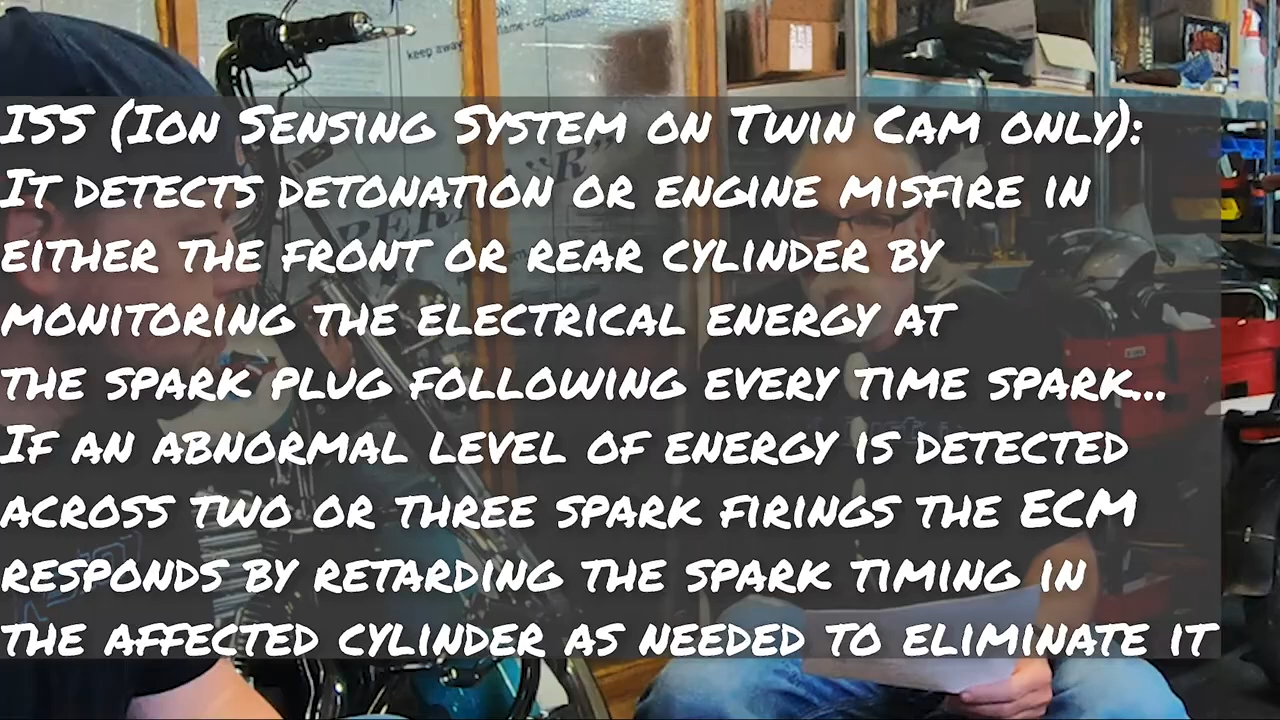 keep away
ISS (Ion Sensing System on Twin Cam only):
It detects detonation or engine misfire in
either the front or rear cylinder by
monitoring the electrical energy at
the spark plug following every time spark...
If an abnormal level of energy is detected
across two or three spark firings the ECM
responds by retarding the spark timing in
the affected cylinder as needed to eliminate it